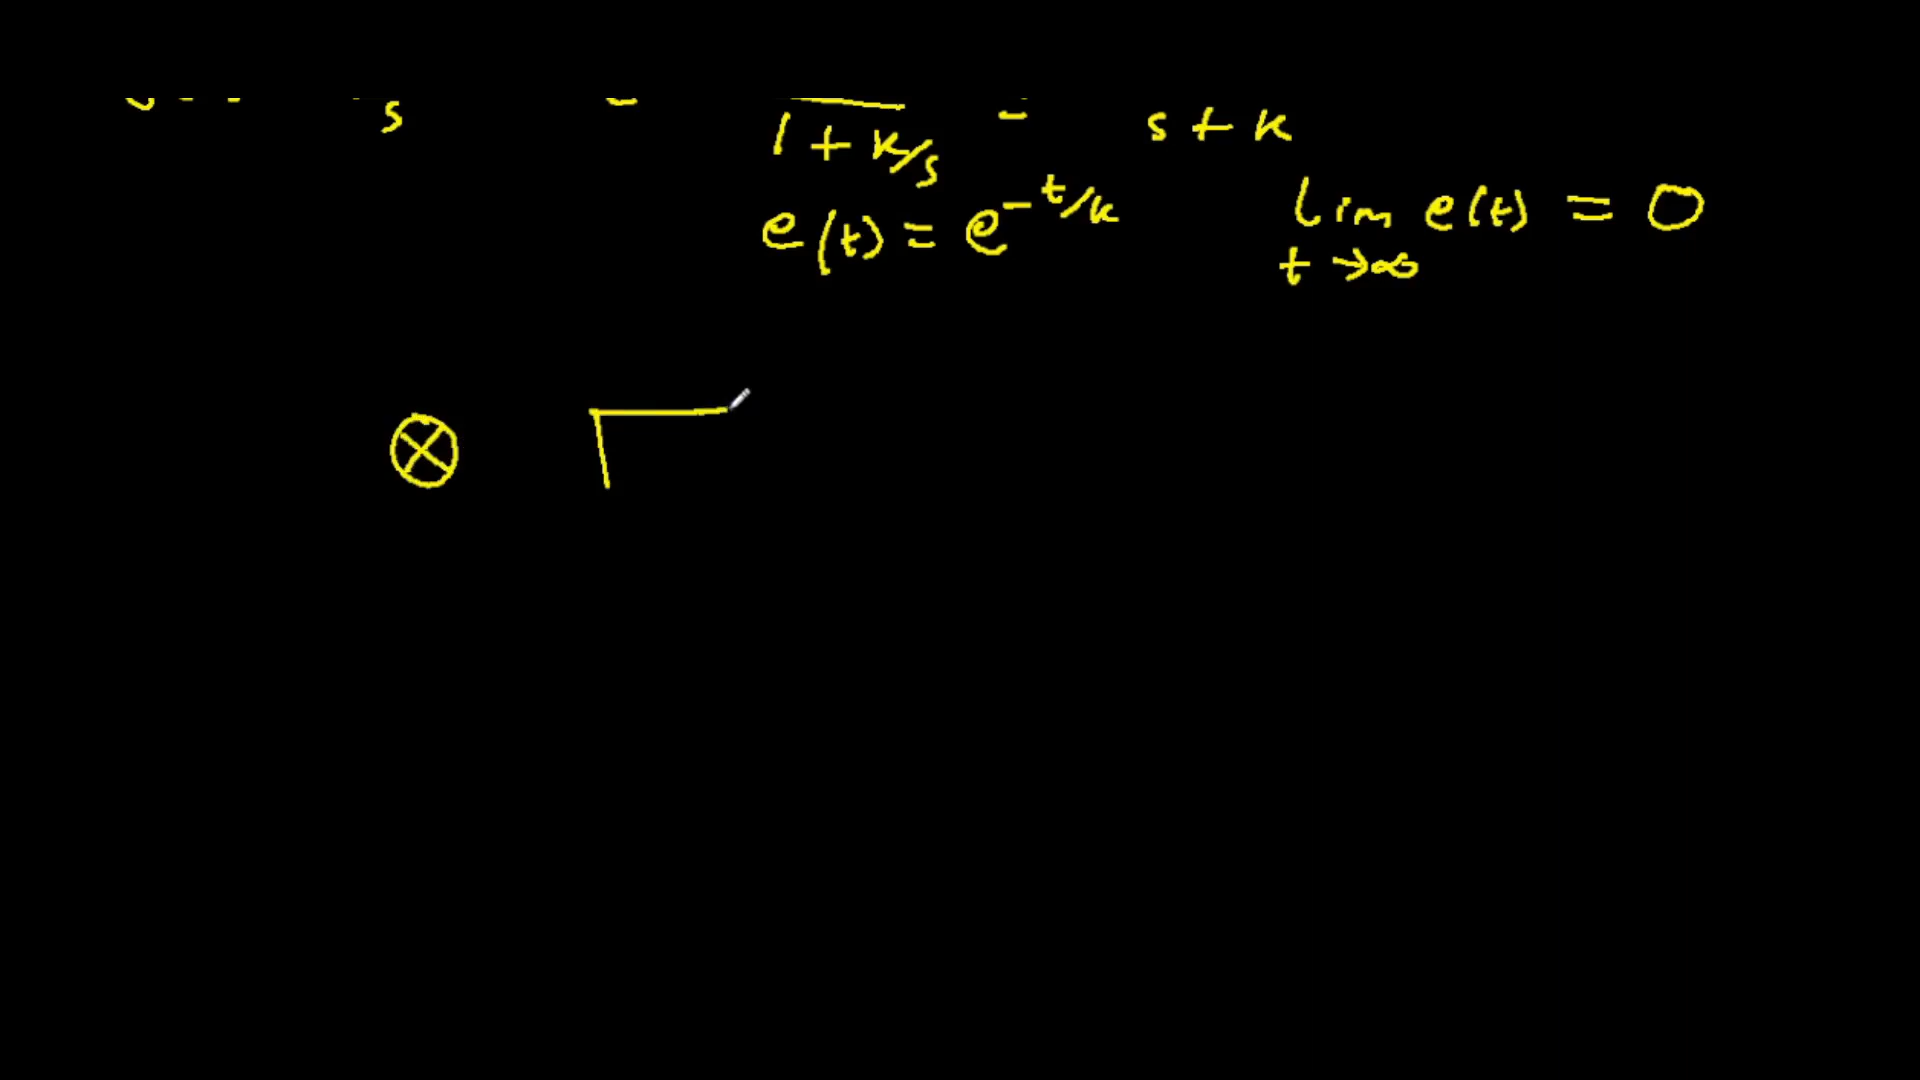 s
1 + k/s = s + k
e(t) = e^{-t/k} lim e(t) = 0
t → ∞